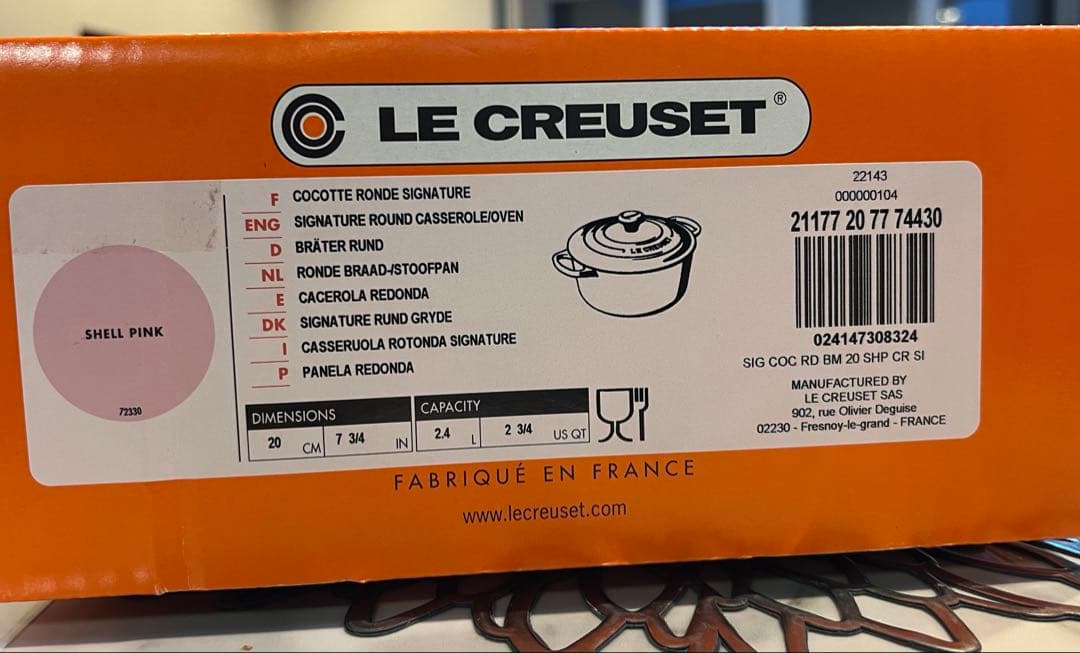 LE CREUSET®
SHELL PINK
72330
F COCOTTE RONDE SIGNATURE
ENG SIGNATURE ROUND CASSEROLE/OVEN
D BRÄTER RUND
NL RONDE BRAAD-/STOOFPAN
E CACEROLA REDONDA
DK SIGNATURE RUND GRYDE
I CASSERUOLA ROTONDA SIGNATURE
P PANELA REDONDA
DIMENSIONS
20 CM 7 3/4 IN
CAPACITY
2.4 L 2 3/4 US QT
LE CREUSET
22143
000000104
21177 20 77 74430
024147308324
SIG COC RD BM 20 SHP CR SI
MANUFACTURED BY
LE CREUSET SAS
902, rue Olivier Deguise
02230 - Fresnoy-le-grand - FRANCE
FABRIQUÉ EN FRANCE
www.lecreuset.com